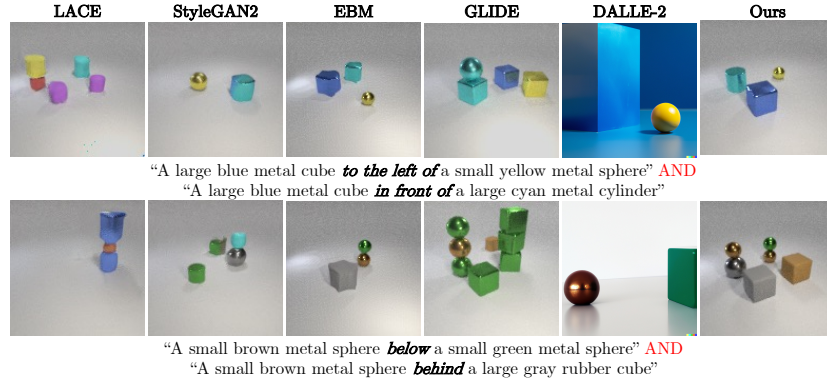 LACE StyleGAN2 EBM GLIDE DALLE-2 Ours
“A large blue metal cube to the left of a small yellow metal sphere” AND
“A large blue metal cube in front of a large cyan metal cylinder”
“A small brown metal sphere below a small green metal sphere” AND
“A small brown metal sphere behind a large gray rubber cube”